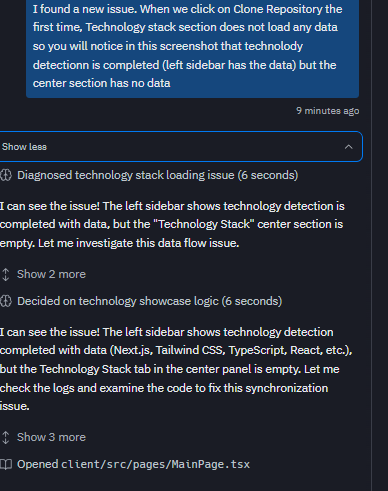 I found a new issue. When we click on Clone Repository the
first time, Technology stack section does not load any data
so you will notice in this screenshot that technolody
detectionn is completed (left sidebar has the data) but the
center section has no data
9 minutes ago
Show less
Diagnosed technology stack loading issue (6 seconds)
I can see the issue! The left sidebar shows technology detection is
completed with data, but the "Technology Stack" center section is
empty. Let me investigate this data flow issue.
Show 2 more
Decided on technology showcase logic (6 seconds)
I can see the issue! The left sidebar shows technology detection
completed with data (Next.js, Tailwind CSS, TypeScript, React, etc.),
but the Technology Stack tab in the center panel is empty. Let me
check the logs and examine the code to fix this synchronization
issue.
Show 3 more
Opened client/src/pages/MainPage.tsx